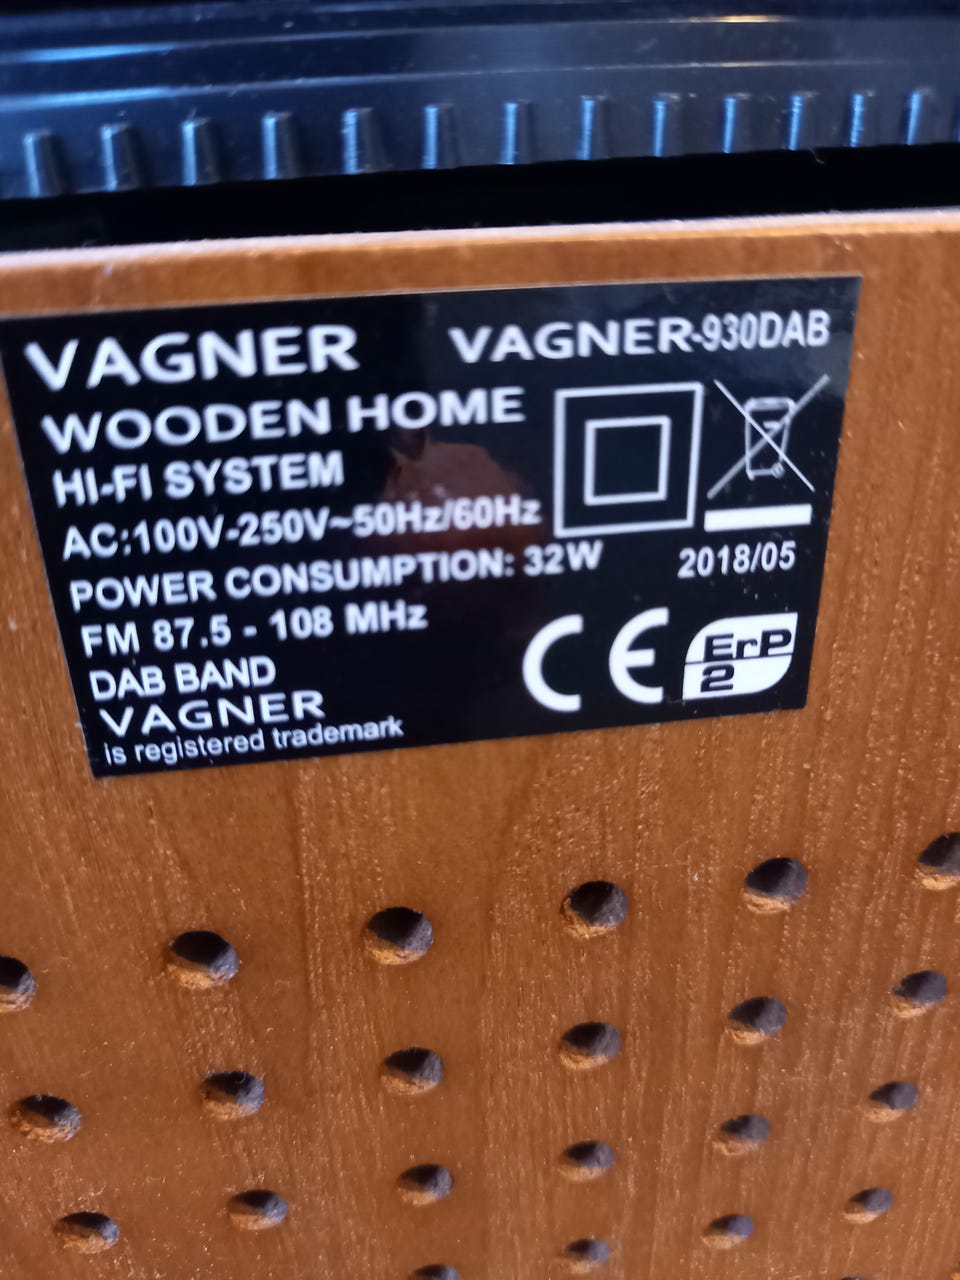 VAGNER VAGNER-930DAB
WOODEN HOME
HI-FI SYSTEM
AC:100V-250V~50Hz/60Hz
POWER CONSUMPTION: 32W
2018/05
FM 87.5 - 108 MHz
DAB BAND
CE
ErP
2
VAGNER
is registered trademark